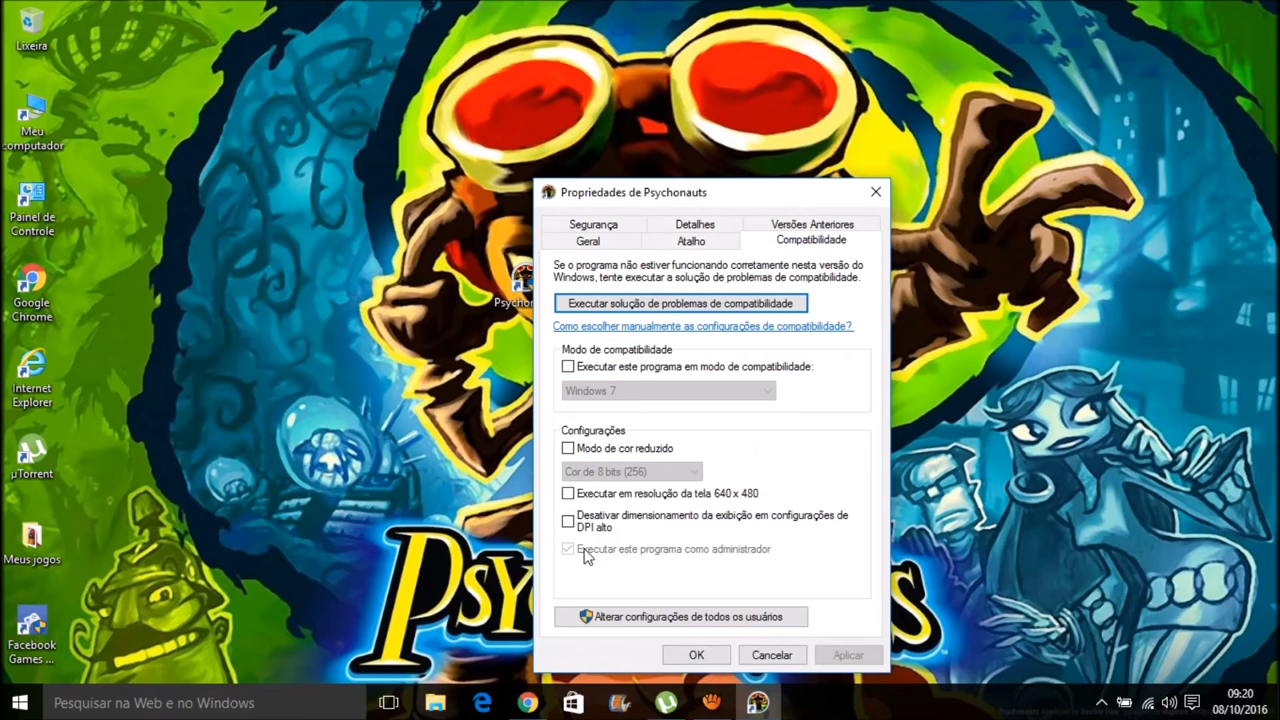 Lixeira
Meu
computador
Painel de
Controle
Google
Chrome
Internet
Explorer
µTorrent
Meus jogos
Facebook
Games ...
Propriedades de Psychonauts
Segurança
Detalhes
Versões Anteriores
Geral
Atalho
Compatibilidade
Se o programa não estiver funcionando corretamente nesta versão do
Windows, tente executar a solução de problemas de compatibilidade.
Executar solução de problemas de compatibilidade
Como escolher manualmente as configurações de compatibilidade?
Modo de compatibilidade
Executar este programa em modo de compatibilidade:
Windows 7
Configurações
Modo de cor reduzido
Cor de 8 bits (256)
Executar em resolução da tela 640 x 480
Desativar dimensionamento da exibição em configurações de
DPI alto
Executar este programa como administrador
Alterar configurações de todos os usuários
OK
Cancelar
Aplicar
Pesquisar na Web e no Windows
09:20
08/10/2016